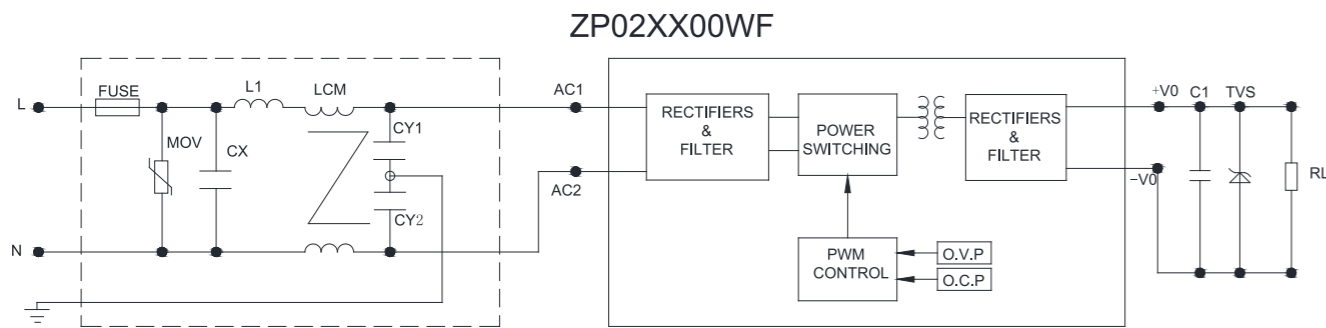 ZP02XX00WF
FUSE
L1
LCM
L
AC1
MOV
CX
CY1
CY2
AC2
N
RECTIFIERS
&
FILTER
POWER
SWITCHING
RECTIFIERS
&
FILTER
PWM
CONTROL
O.V.P
O.C.P
+V0
C1
TVS
−V0
RL